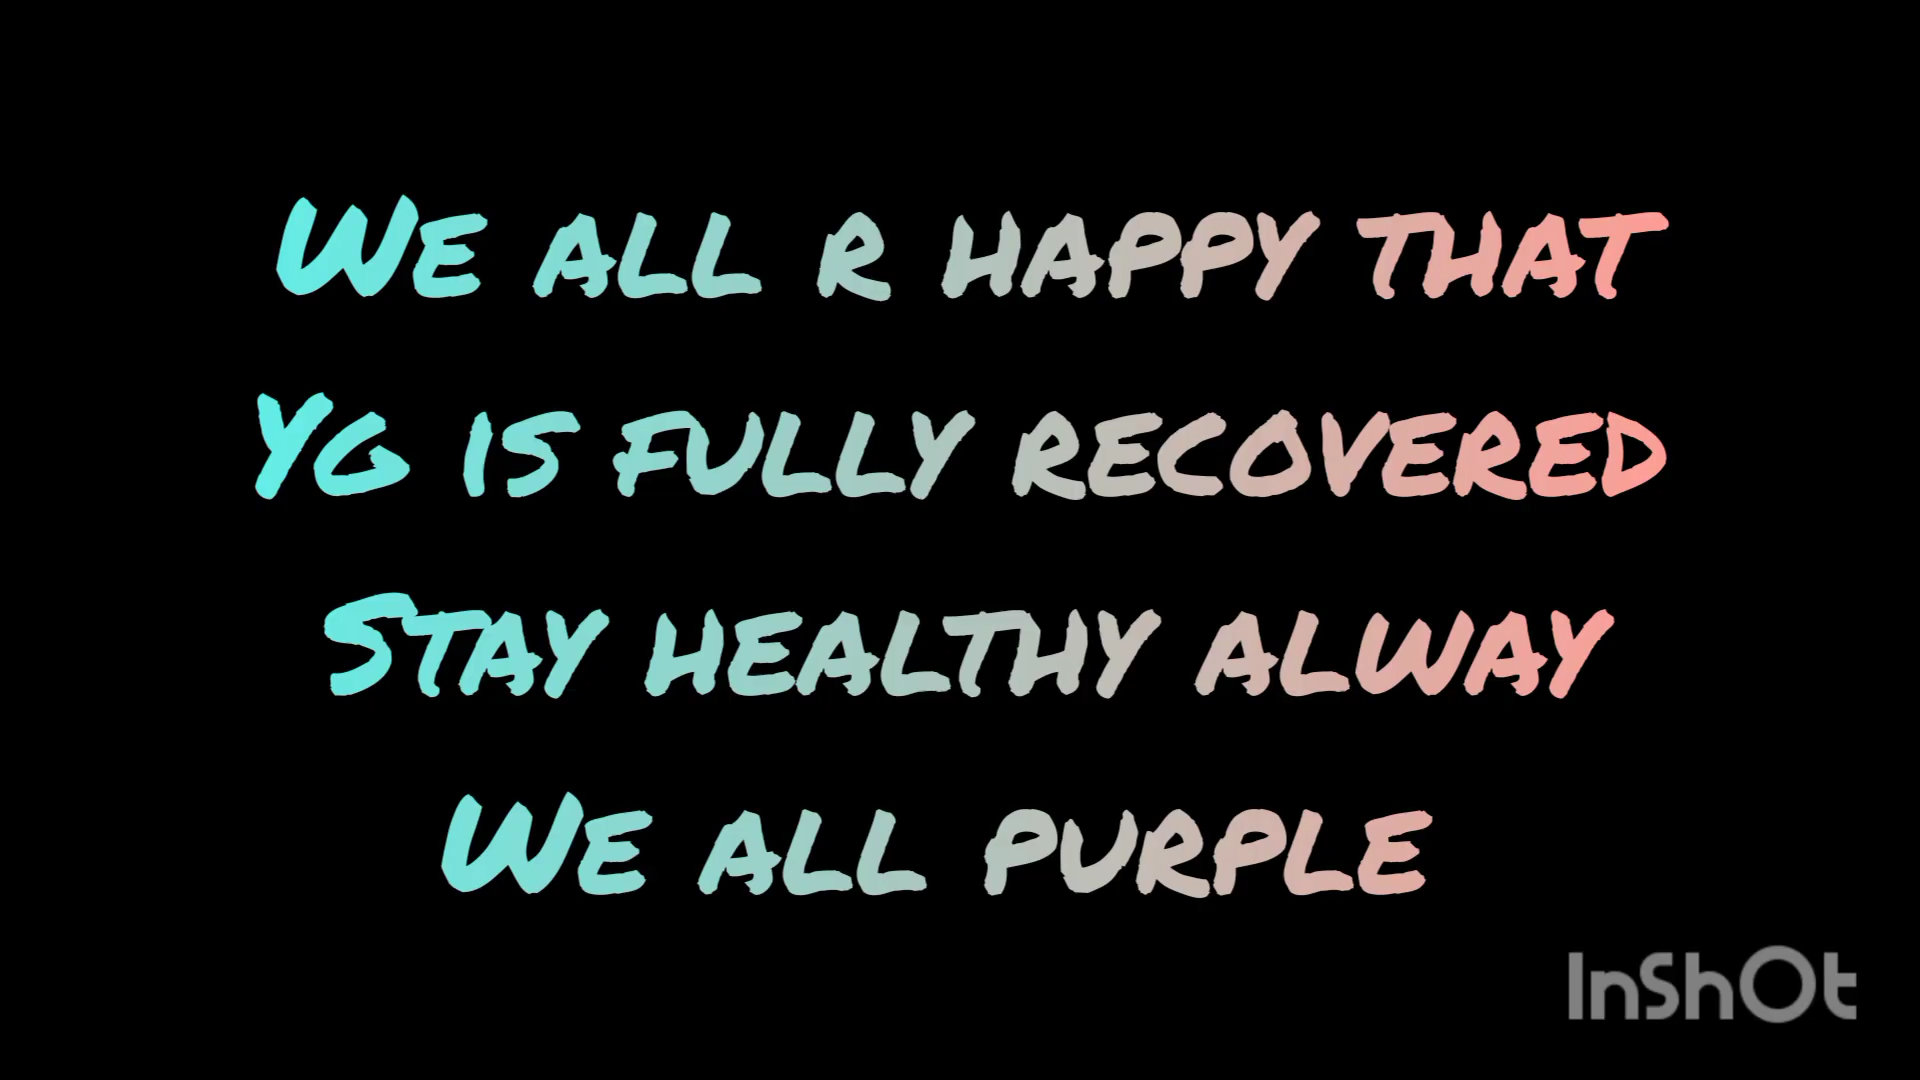 We all r happy that
Yg is fully recovered
Stay healthy alway
We all purple
InShOt